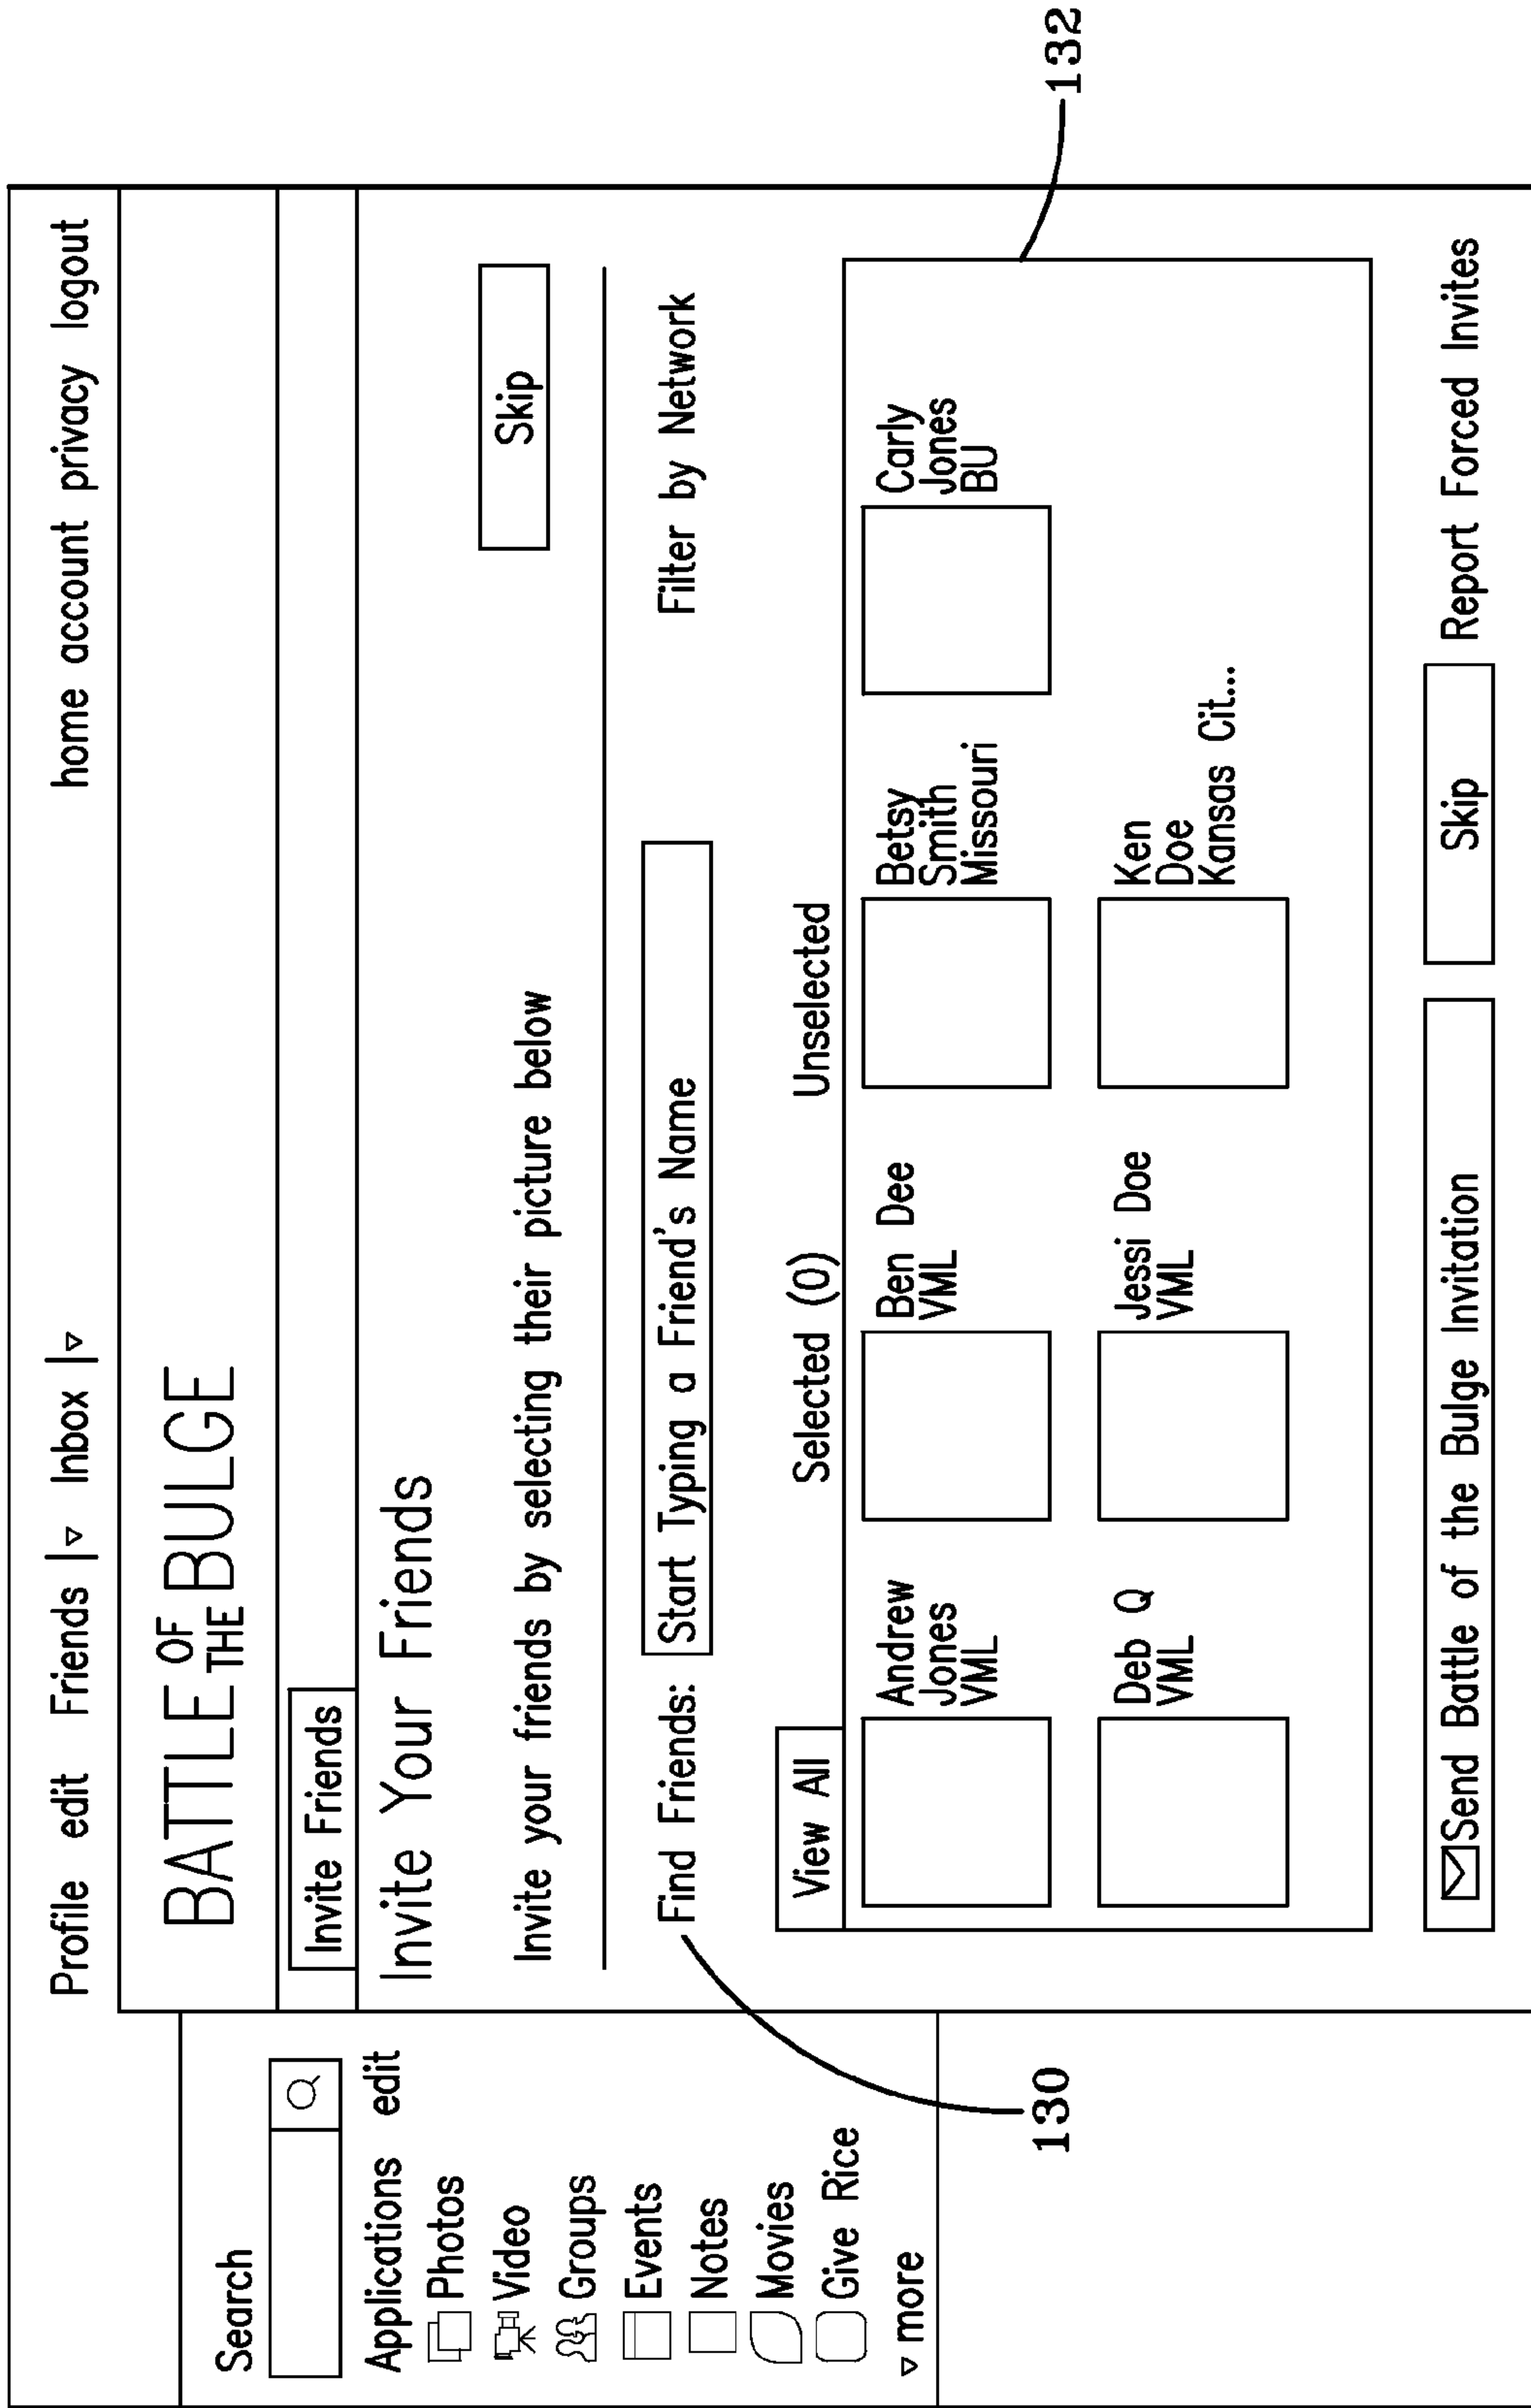 Profile edit Friends Inbox home account privacy logout
Search
Applications edit
Photos
Video
Groups
Events
Notes
Movies
Give Rice
more
BATTLE OF THE BULGE
Invite Friends
Invite Your Friends
Invite your friends by selecting their picture below
Skip
Find Friends: Start Typing a Friend's Name Filter by Network
View All Selected (0) Unselected
Andrew
Jones
VML
Ben Dee
VML
Betsy
Smith
Missouri
Carly
Jones
BU
Deb Q
VML
Jessi Doe
VML
Ken
Doe
Kansas Cit...
Send Battle of the Bulge Invitation Skip Report Forced Invites
130
132